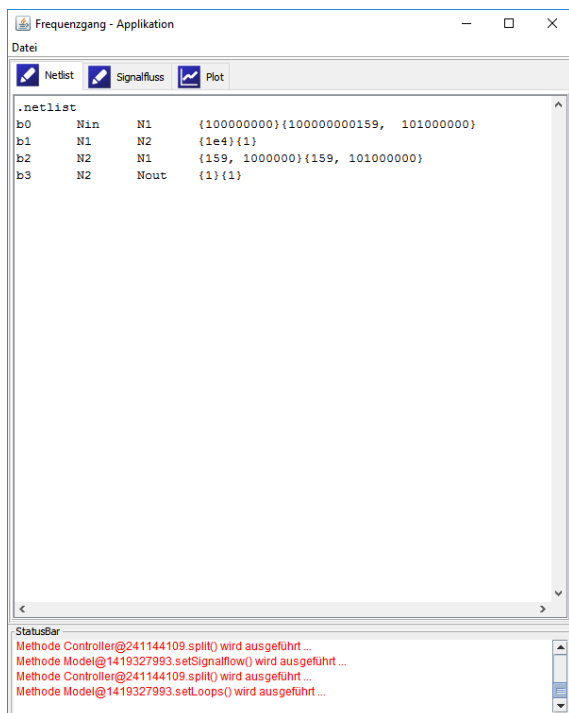 Frequenzgang - Applikation
Datei
Netlist Signalfluss Plot
.netlist
b0 Nin N1 {100000000}{100000000159, 101000000}
b1 N1 N2 {1e4}{1}
b2 N2 N1 {159, 1000000}{159, 101000000}
b3 N2 Nout {1}{1}
StatusBar
Methode Controller@241144109.split() wird ausgeführt ...
Methode Model@1419327993.setSignalflow() wird ausgeführt ...
Methode Controller@241144109.split() wird ausgeführt ...
Methode Model@1419327993.setLoops() wird ausgeführt ...